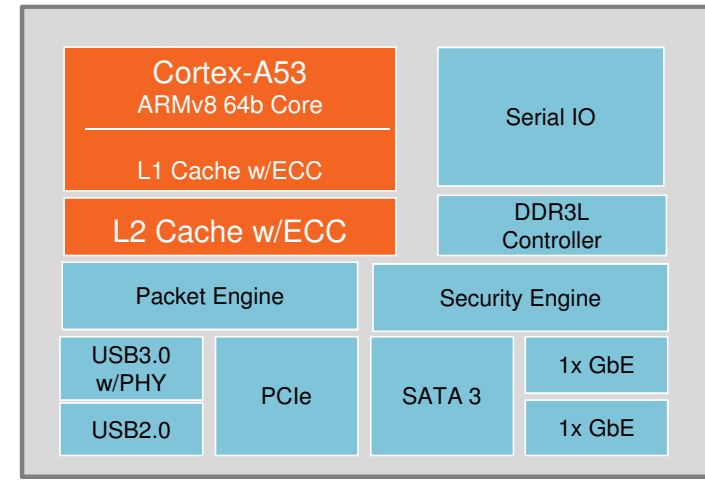 Cortex-A53
ARMv8 64b Core
L1 Cache w/ECC
L2 Cache w/ECC
Serial IO
DDR3L
Controller
Packet Engine
Security Engine
USB3.0
w/PHY
USB2.0
PCIe
SATA 3
1x GbE
1x GbE